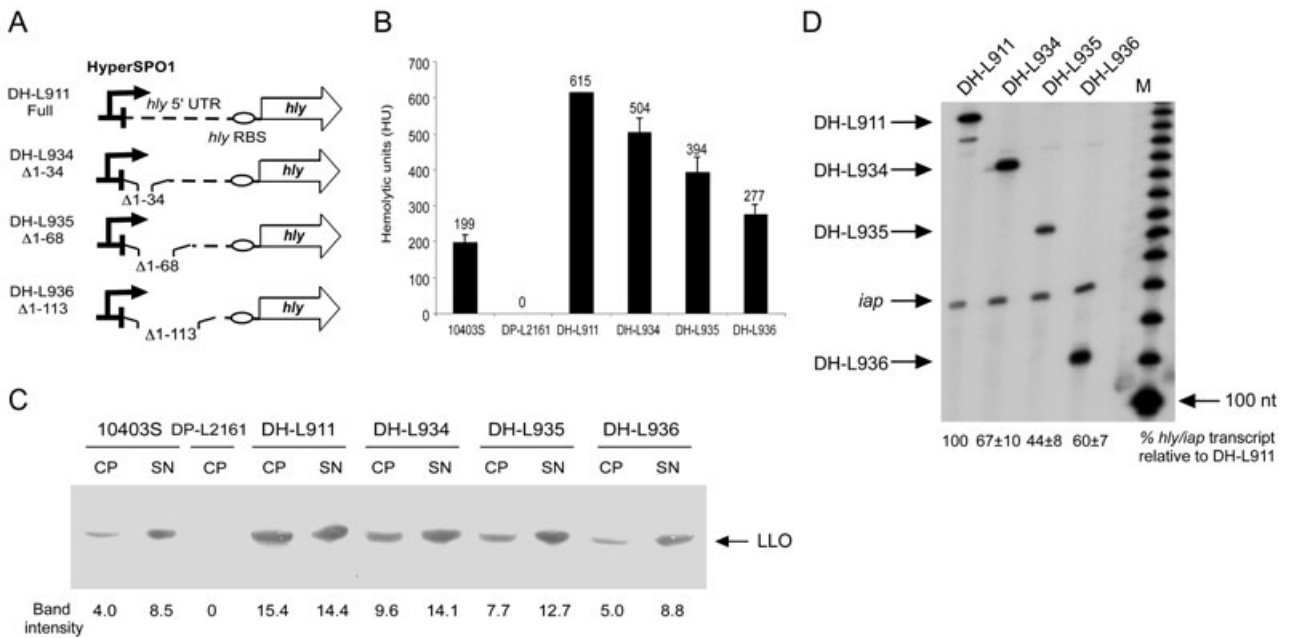 A
HyperSPO1
DH-L911
Full
hly 5' UTR
hly
hly RBS
DH-L934
Δ1-34
hly
Δ1-34
DH-L935
Δ1-68
hly
Δ1-68
DH-L936
Δ1-113
hly
Δ1-113
B
Hemolytic units (HU)
700
600
500
400
300
200
100
0
199
0
615
504
394
277
10403S DP-L2161 DH-L911 DH-L934 DH-L935 DH-L936
C
10403S DP-L2161 DH-L911 DH-L934 DH-L935 DH-L936
CP SN CP CP SN CP SN CP SN CP SN
LLO
Band
intensity
4.0 8.5 0 15.4 14.4 9.6 14.1 7.7 12.7 5.0 8.8
D
DH-L911 DH-L934 DH-L935 DH-L936 M
DH-L911
DH-L934
DH-L935
iap
DH-L936
100 nt
100 67±10 44±8 60±7
% hly/iap transcript
relative to DH-L911